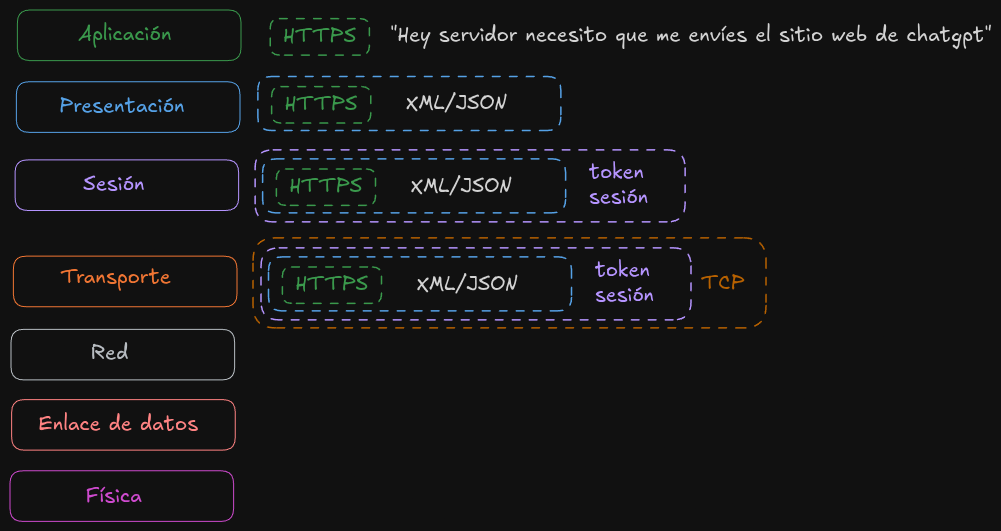 Aplicación
HTTPS "Hey servidor necesito que me envíes el sitio web de chatgpt"
Presentación
HTTPS XML/JSON
Sesión
HTTPS XML/JSON
token
sesión
Transporte
HTTPS XML/JSON
token
sesión
TCP
Red
Enlace de datos
Física